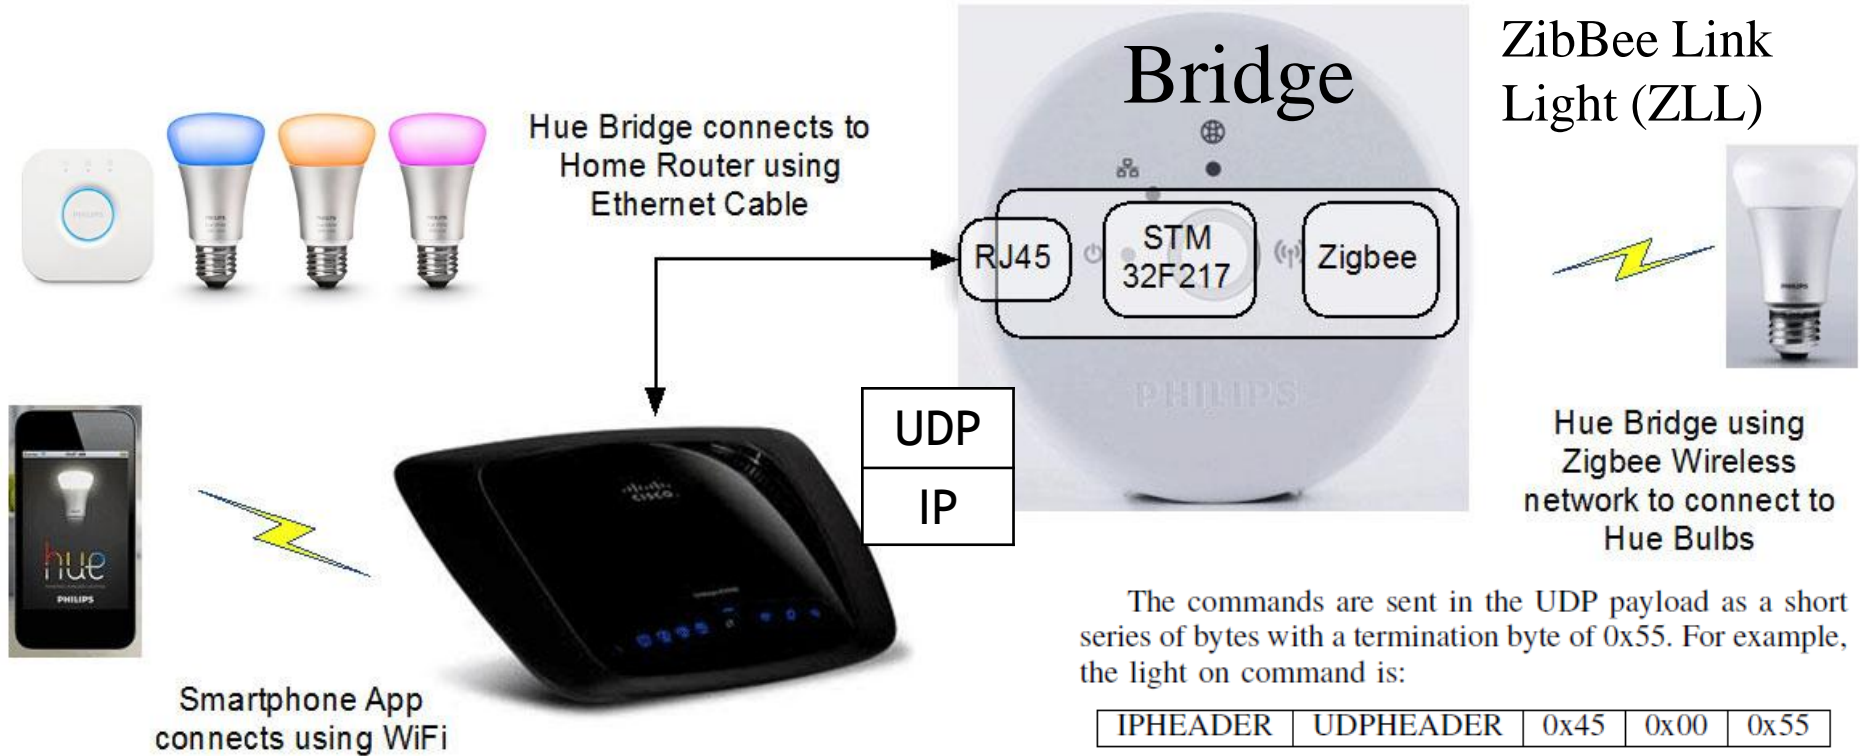 Bridge
ZibBee Link
Light (ZLL)
Hue Bridge connects to
Home Router using
Ethernet Cable
PHILIPS
RJ45
STM
32F217
Zigbee
PHILIPS
PHILIPS
UDP
IP
CISCO
hue
PHILIPS
Hue Bridge using
Zigbee Wireless
network to connect to
Hue Bulbs
Smartphone App
connects using WiFi
The commands are sent in the UDP payload as a short
series of bytes with a termination byte of 0x55. For example,
the light on command is:
IPHEADER UDPHEADER 0x45 0x00 0x55